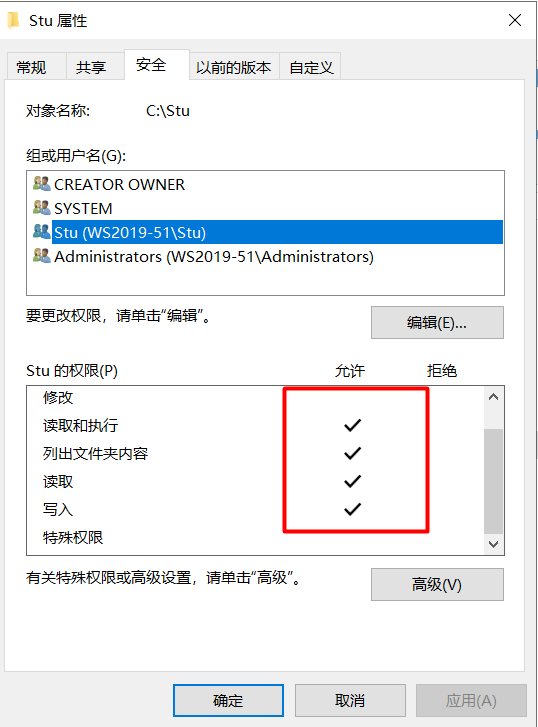 Stu 属性
常规 共享 安全 以前的版本 自定义
对象名称: C:\Stu
组或用户名(G):
CREATOR OWNER
SYSTEM
Stu (WS2019-51\Stu)
Administrators (WS2019-51\Administrators)
要更改权限，请单击“编辑”。
编辑(E)...
Stu 的权限(P) 允许 拒绝
修改
读取和执行
列出文件夹内容
读取
写入
特殊权限
有关特殊权限或高级设置，请单击“高级”。
高级(V)
确定 取消 应用(A)